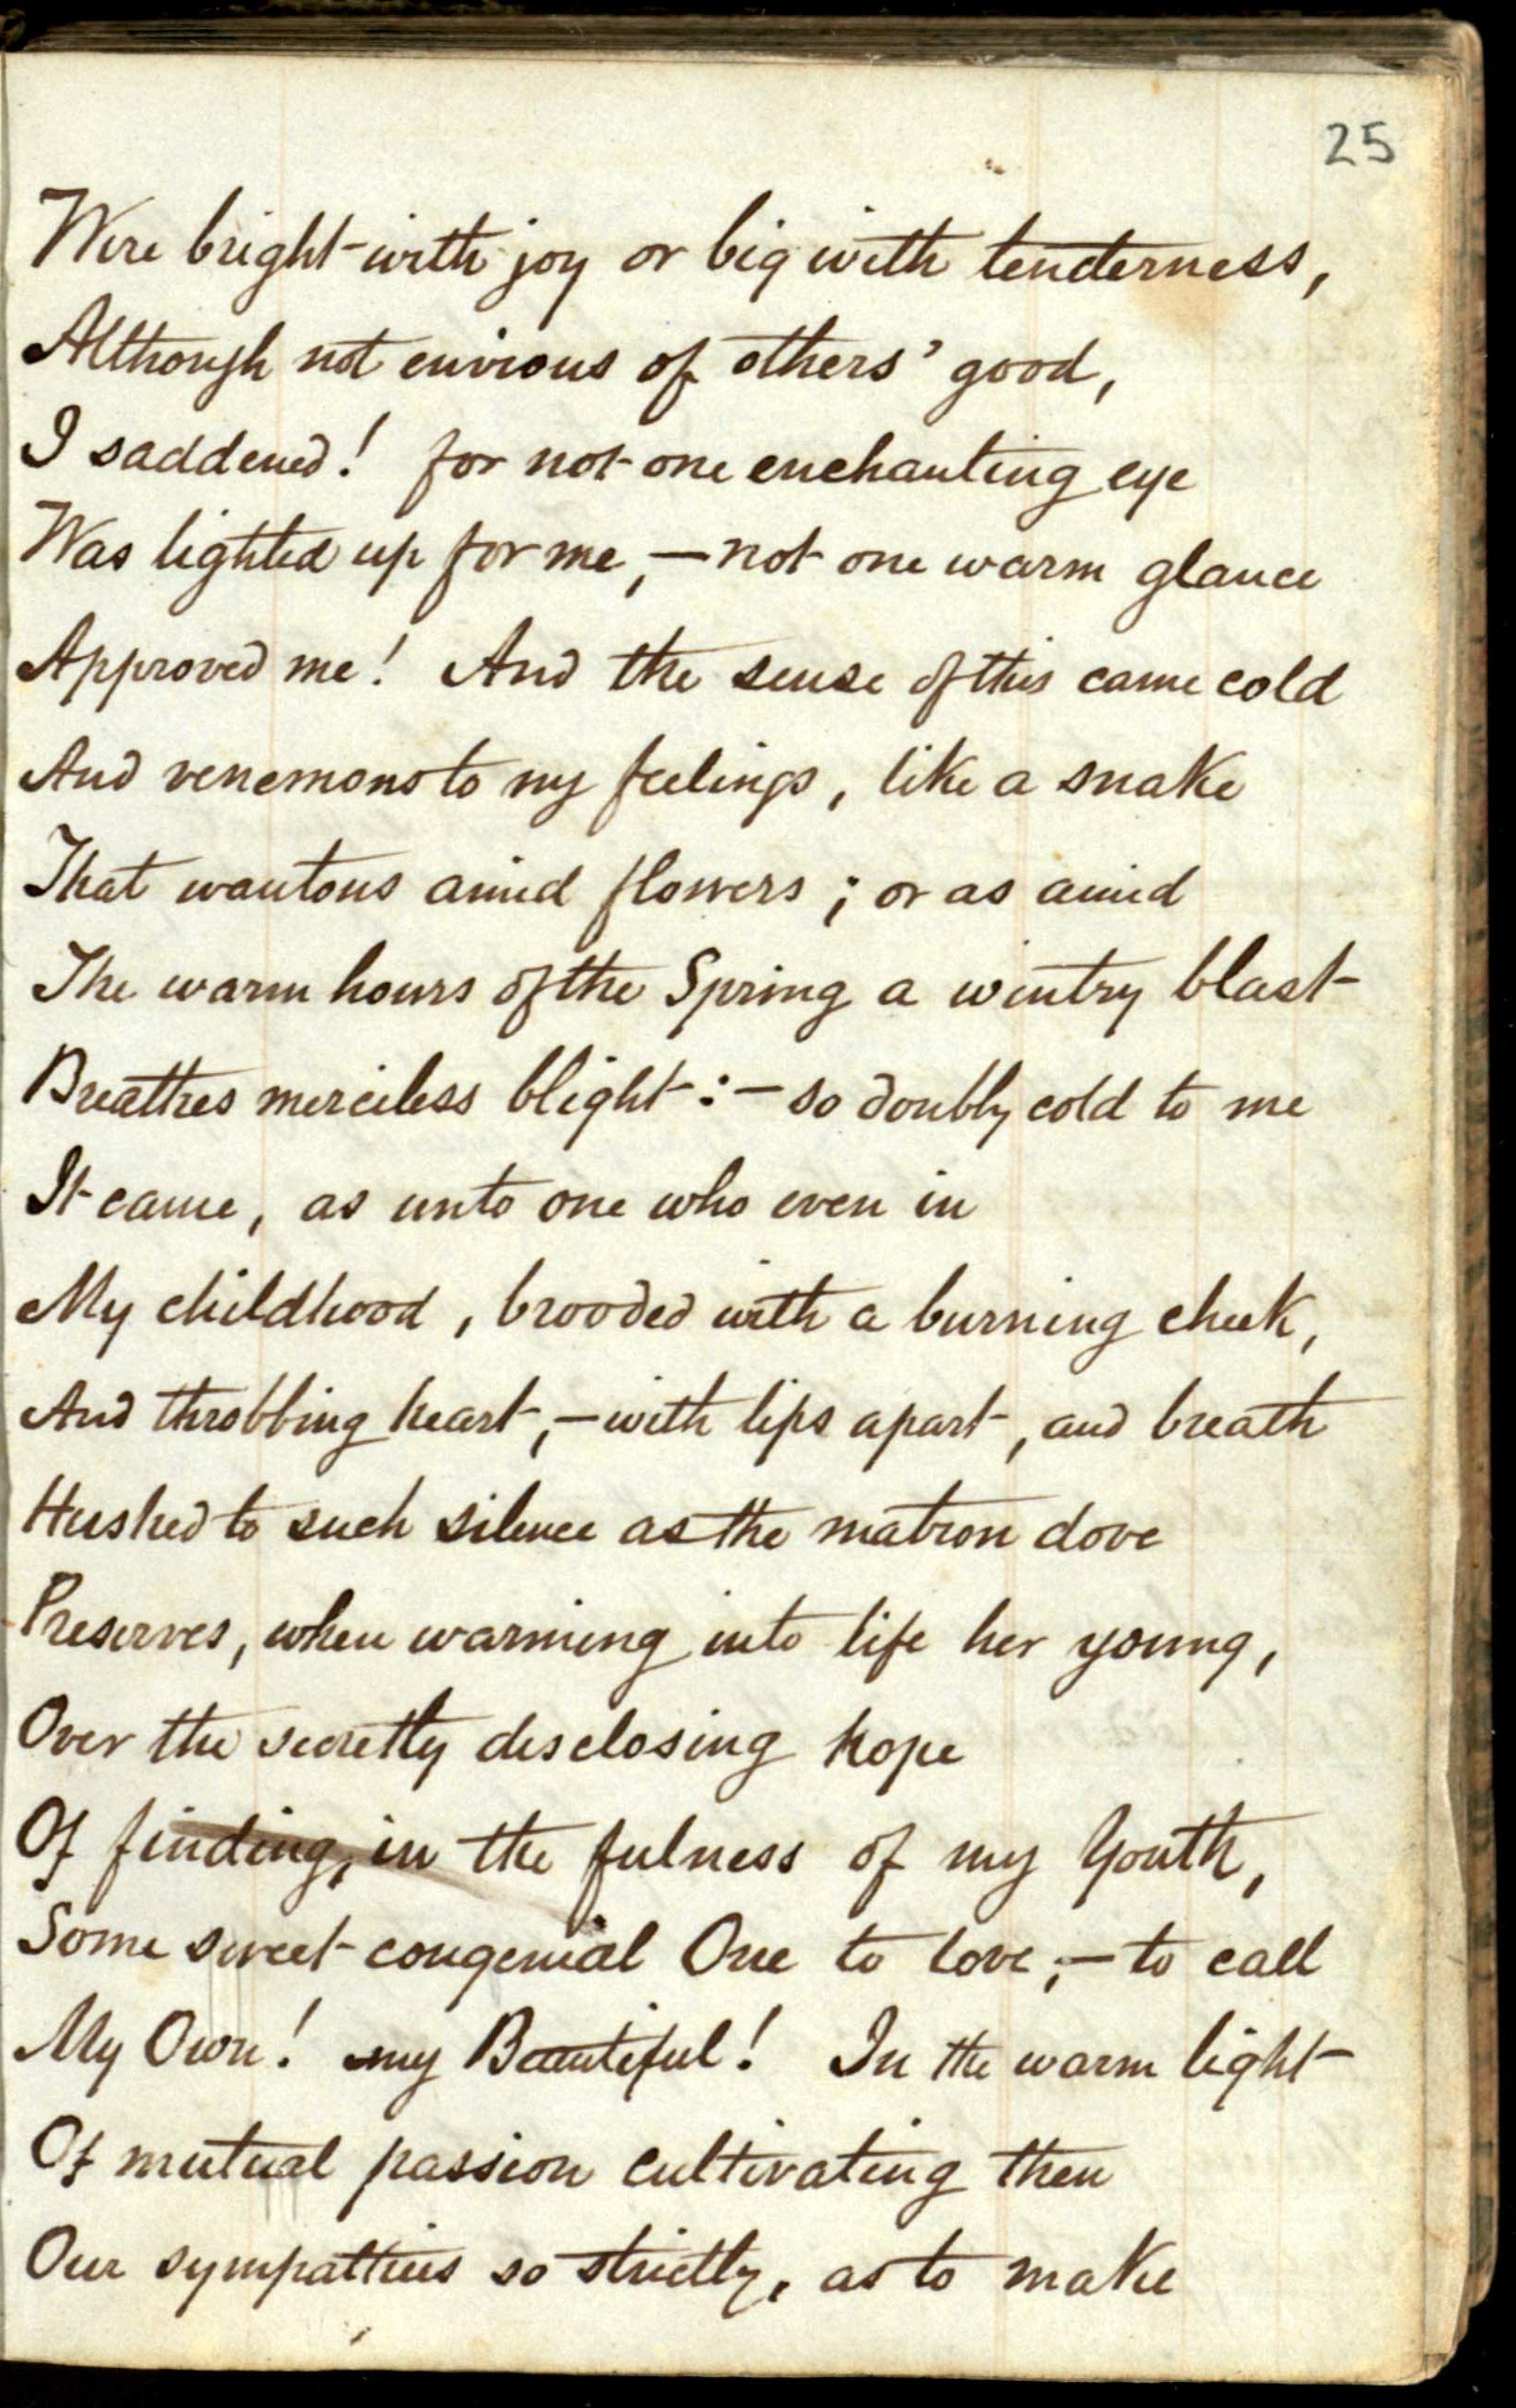 25
Were bright with joy or big with tenderness,
Although not envious of others' good,
I saddened! for not one enchanting eye
Was lighted up for me, — not one warm glance
Approved me! And the sense of this came cold
And venemous to my feelings, like a snake
That wantons amid flowers; or as amid
The warm hours of the Spring a wintry blast
Breathes merciless blight: — so doubly cold to me
It came, as unto one who even in
My childhood, brooded with a burning cheek,
And throbbing heart, — with lips apart, and breath
Hushed to such silence as the matron dove
Preserves, when warming into life her young,
Over the secretly disclosing hope
Of finding, in the fulness of my Youth,
Some sweet congenial One to love; — to call
My Own! my Beautiful! In the warm light
Of mutual passion cultivating then
Our sympathies so strictly, as to make